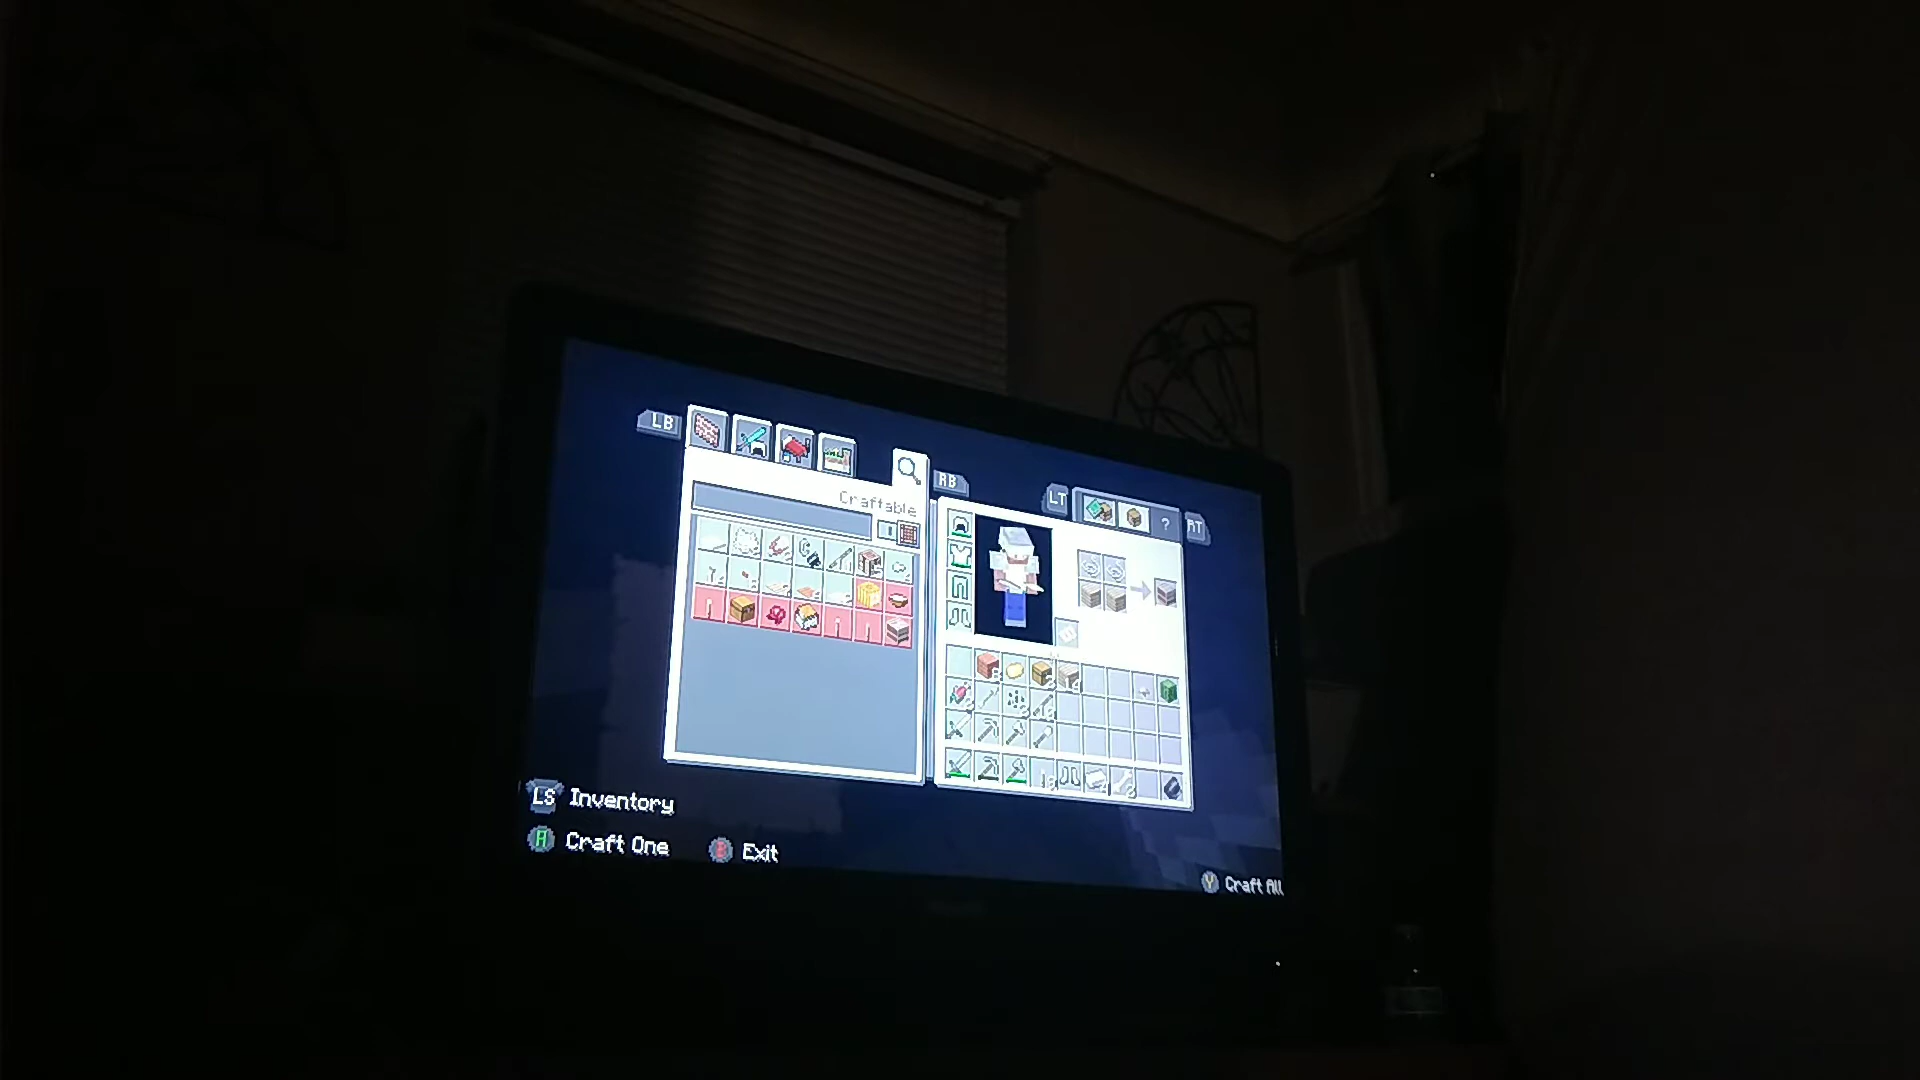 LB
RB
LT
RT
?
Craftable
LS Inventory
A Craft One
B Exit
Y Craft All